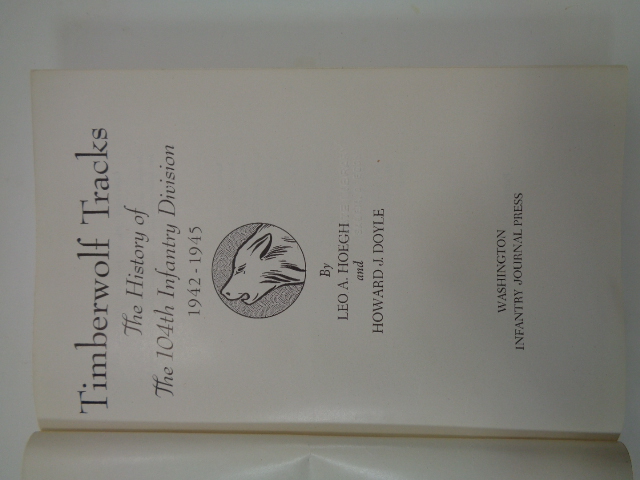 Timberwolf Tracks
The History of
The 104th Infantry Division
1942 - 1945
By
LEO A. HOEGH
and
HOWARD J. DOYLE
WASHINGTON
INFANTRY JOURNAL PRESS